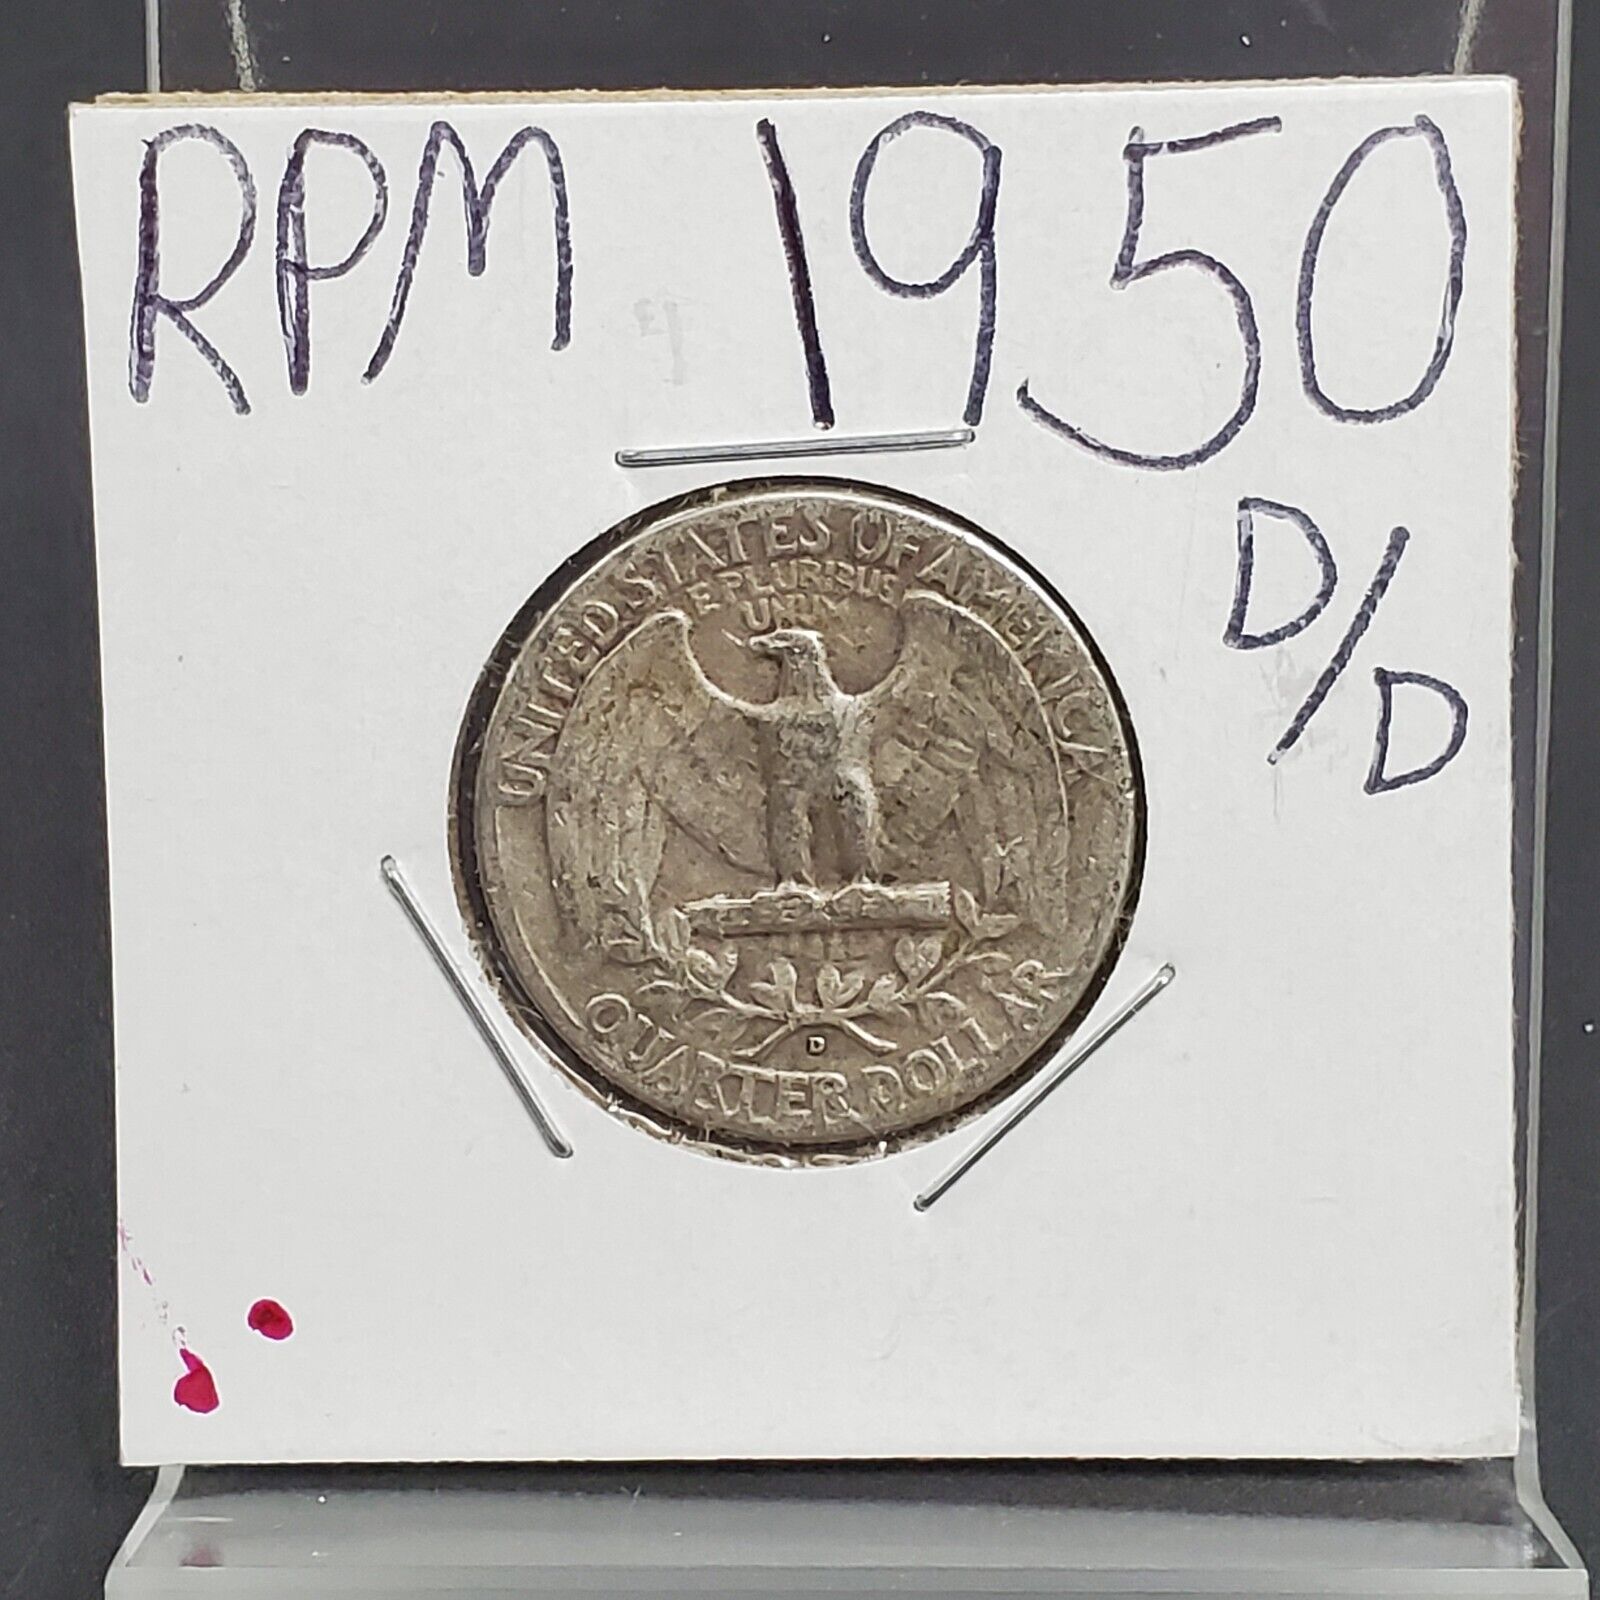 RPM 1950
D/D
UNITED STATES OF AMERICA
E PLURIBUS
UNUM
D
QUARTER DOLLAR